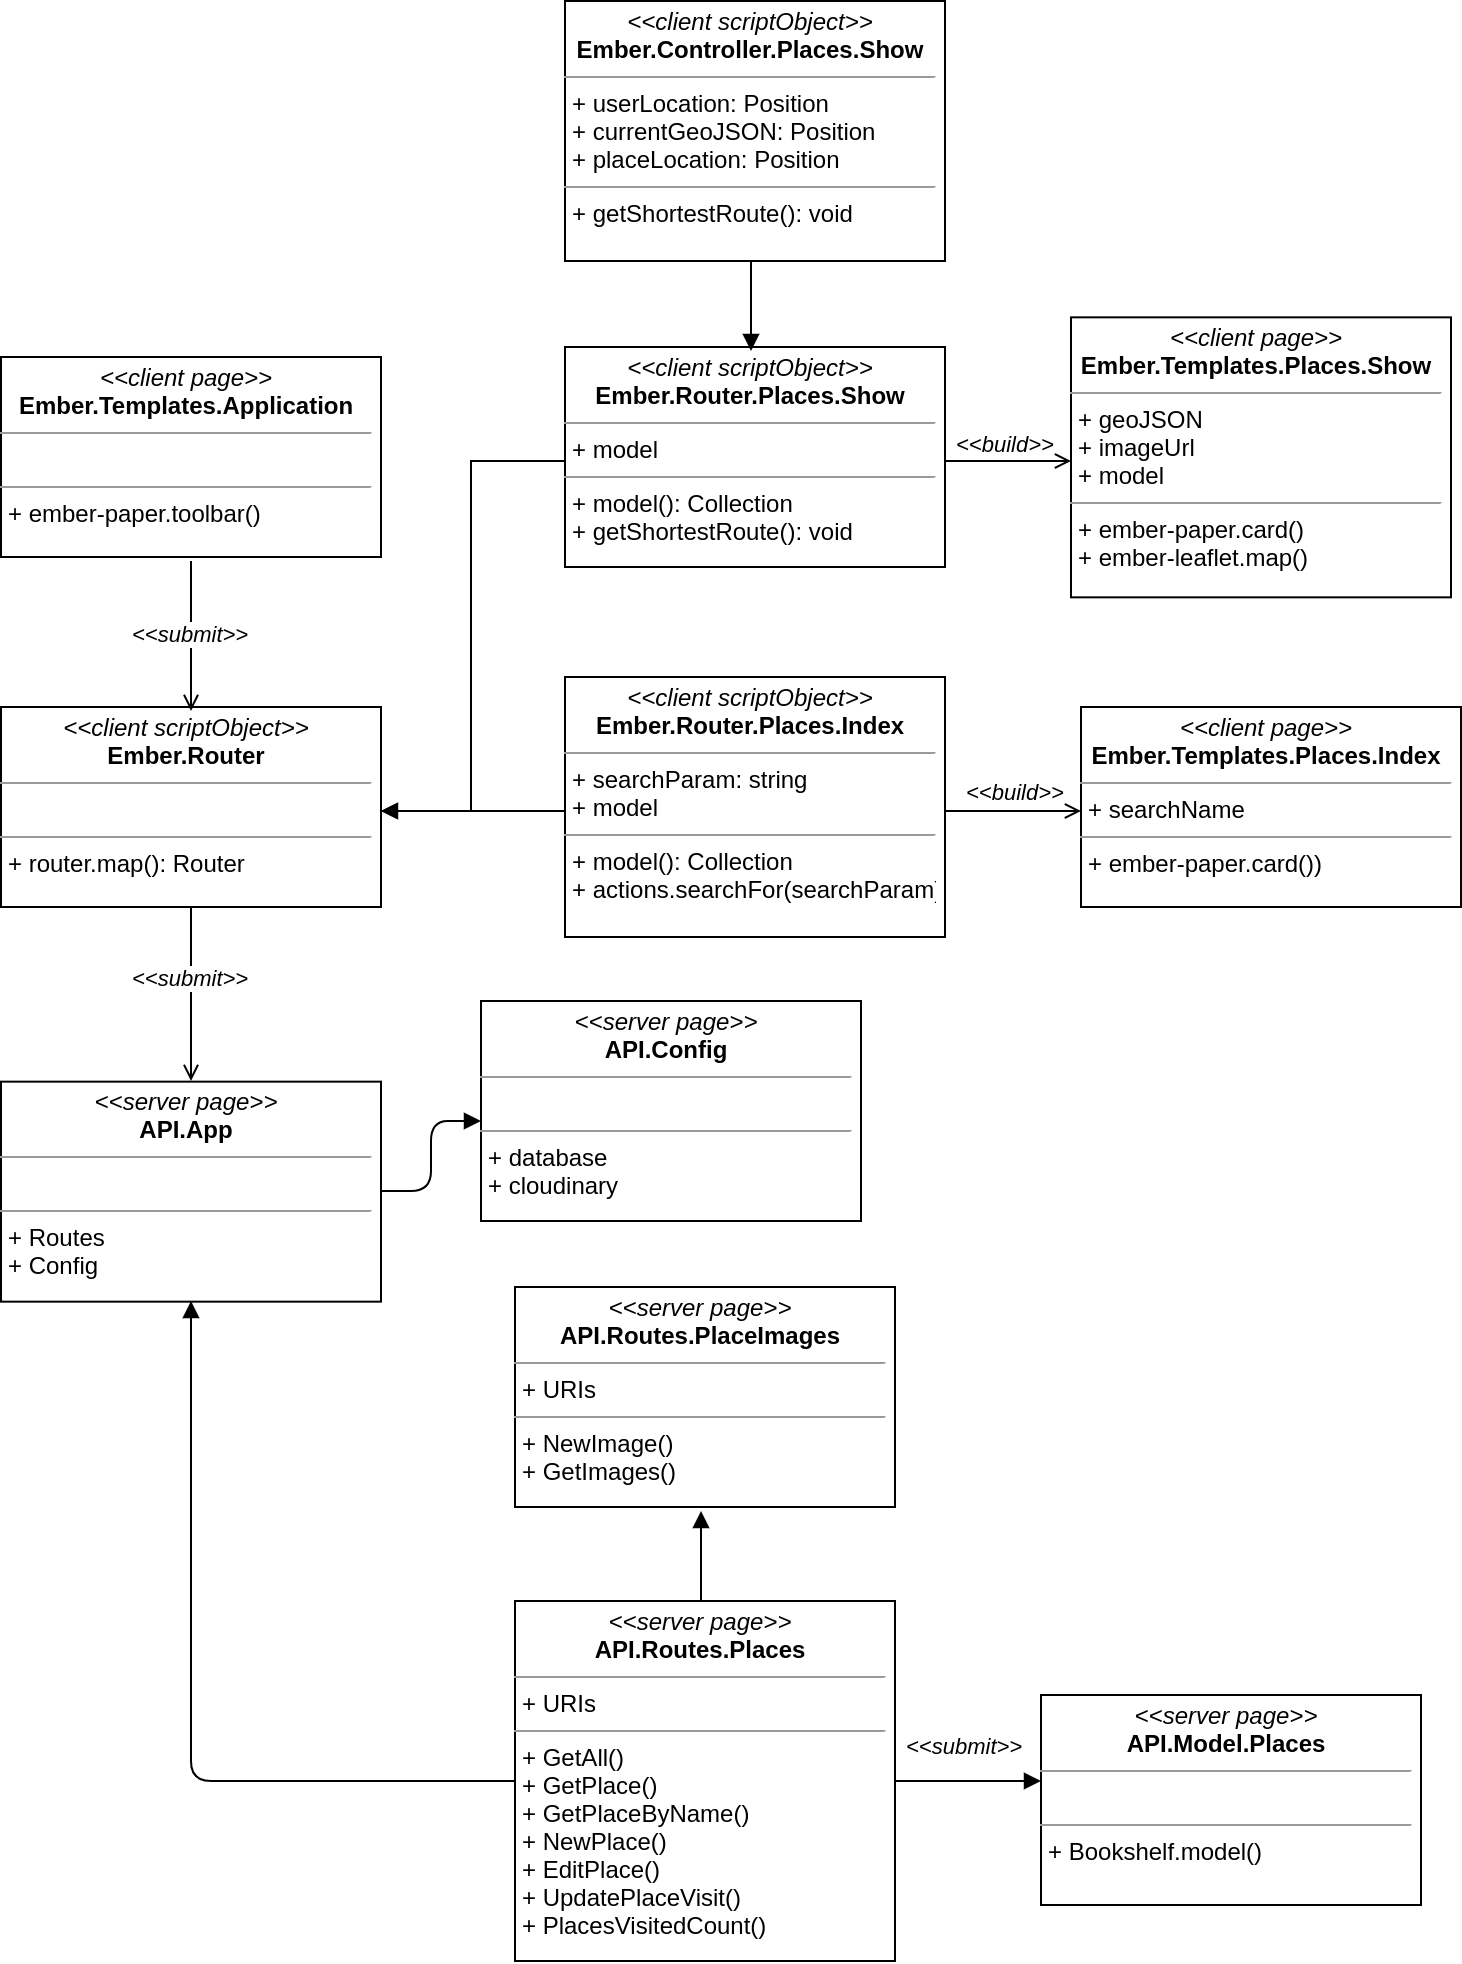 <<client scriptObject>>
Ember.Controller.Places.Show
+ userLocation: Position
+ currentGeoJSON: Position
+ placeLocation: Position
+ getShortestRoute(): void
<<client page>>
Ember.Templates.Application
+ ember-paper.toolbar()
<<client scriptObject>>
Ember.Router.Places.Show
+ model
+ model(): Collection
+ getShortestRoute(): void
<<build>>
<<client page>>
Ember.Templates.Places.Show
+ geoJSON
+ imageUrl
+ model
+ ember-paper.card()
+ ember-leaflet.map()
<<submit>>
<<client scriptObject>>
Ember.Router
+ router.map(): Router
<<client scriptObject>>
Ember.Router.Places.Index
+ searchParam: string
+ model
+ model(): Collection
+ actions.searchFor(searchParam)
<<build>>
<<client page>>
Ember.Templates.Places.Index
+ searchName
+ ember-paper.card())
<<submit>>
<<server page>>
API.App
+ Routes
+ Config
<<server page>>
API.Config
+ database
+ cloudinary
<<server page>>
API.Routes.PlaceImages
+ URIs
+ NewImage()
+ GetImages()
<<server page>>
API.Routes.Places
+ URIs
+ GetAll()
+ GetPlace()
+ GetPlaceByName()
+ NewPlace()
+ EditPlace()
+ UpdatePlaceVisit()
+ PlacesVisitedCount()
<<submit>>
<<server page>>
API.Model.Places
+ Bookshelf.model()